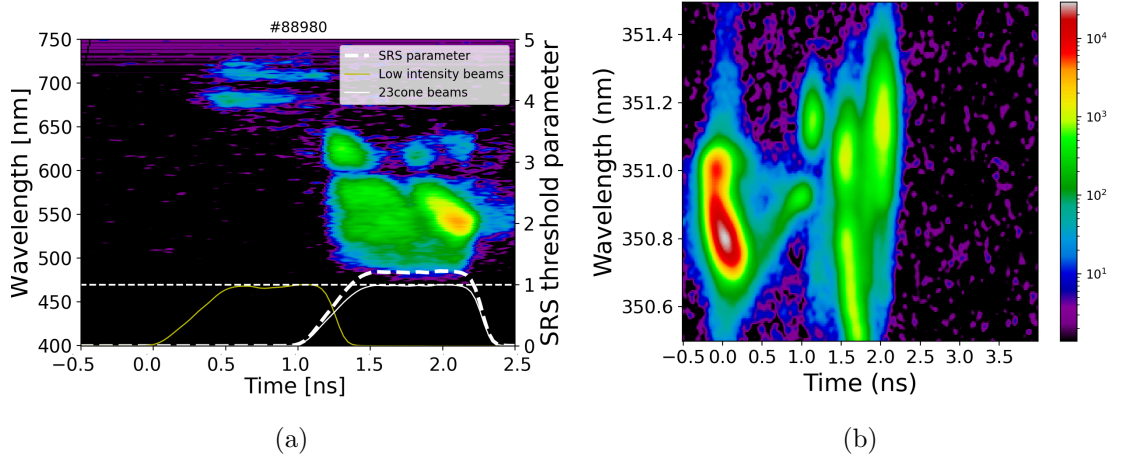 #88980
750
700
650
600
550
500
450
400
Wavelength [nm]
5
4
3
2
1
0
SRS threshold parameter
SRS parameter
Low intensity beams
23cone beams
−0.5 0.0 0.5 1.0 1.5 2.0 2.5
Time [ns]
(a)
351.4
351.2
351.0
350.8
350.6
Wavelength (nm)
−0.5 0.0 0.5 1.0 1.5 2.0 2.5 3.0 3.5
Time (ns)
10⁴
10³
10²
10¹
(b)